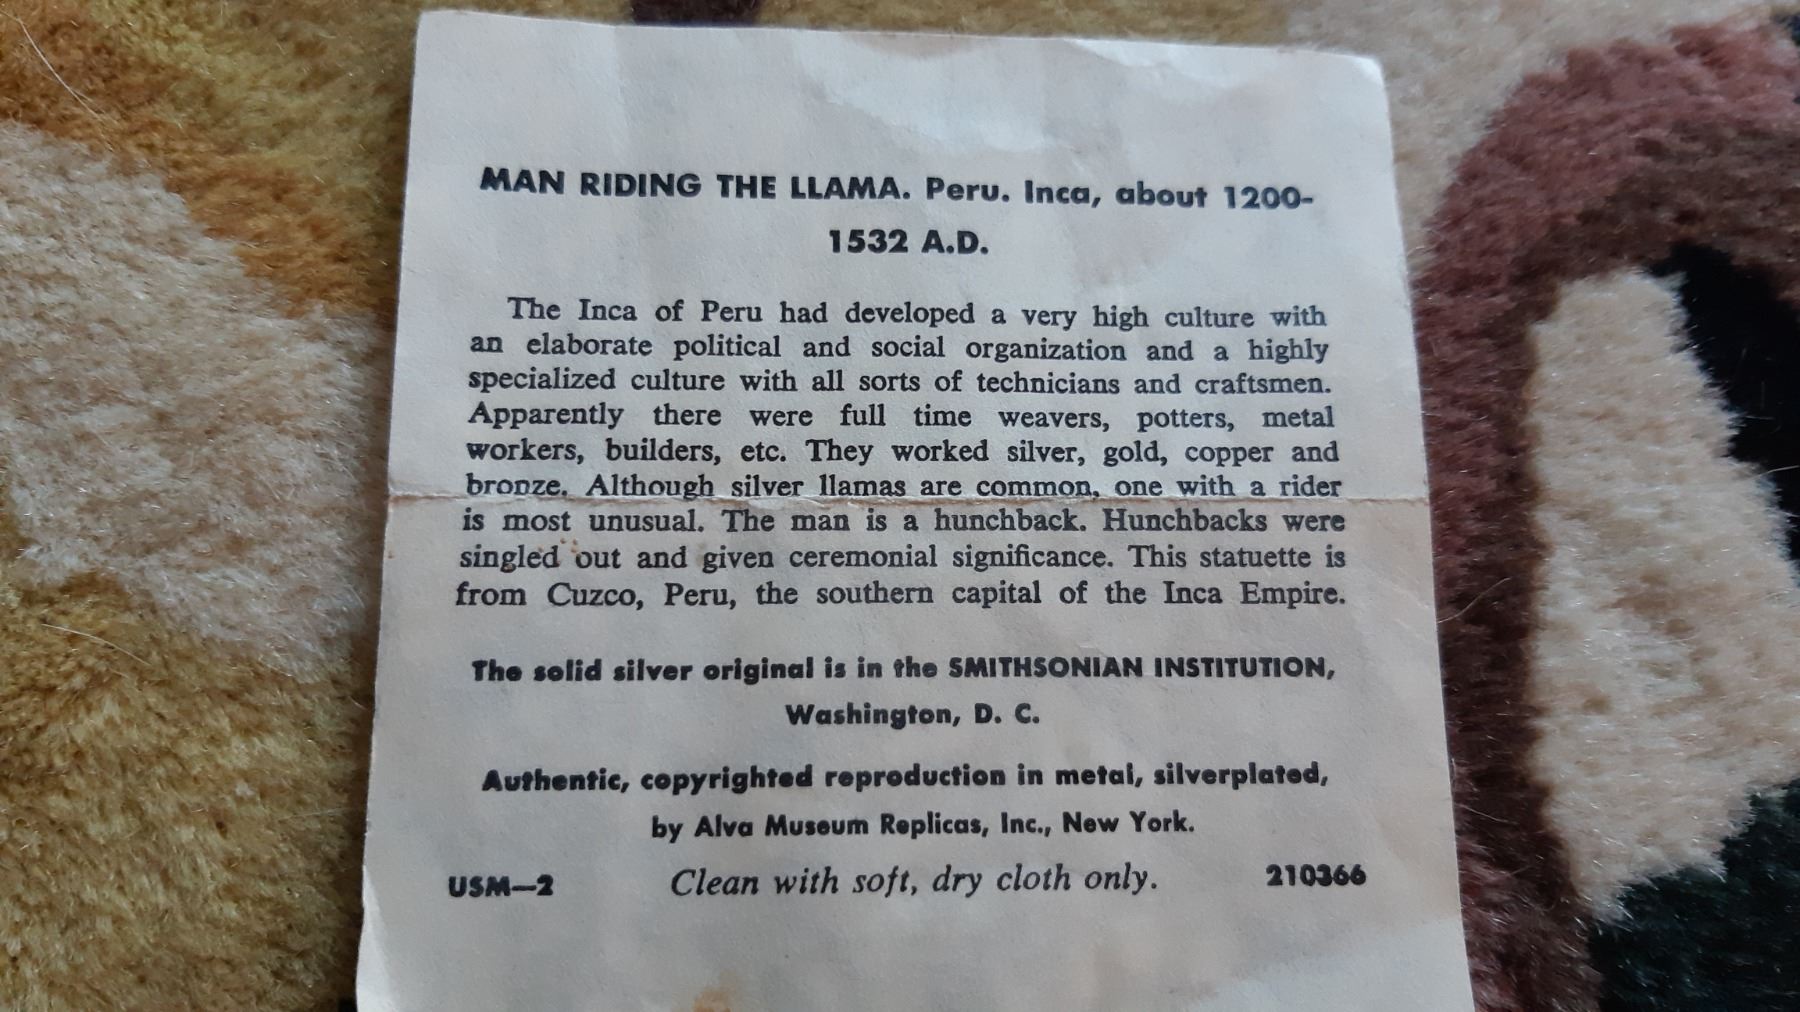 MAN RIDING THE LLAMA. Peru. Inca, about 1200-
1532 A.D.
The Inca of Peru had developed a very high culture with
an elaborate political and social organization and a highly
specialized culture with all sorts of technicians and craftsmen.
Apparently there were full time weavers, potters, metal
workers, builders, etc. They worked silver, gold, copper and
bronze. Although silver llamas are common, one with a rider
is most unusual. The man is a hunchback. Hunchbacks were
singled out and given ceremonial significance. This statuette is
from Cuzco, Peru, the southern capital of the Inca Empire.
The solid silver original is in the SMITHSONIAN INSTITUTION,
Washington, D. C.
Authentic, copyrighted reproduction in metal, silverplated,
by Alva Museum Replicas, Inc., New York.
USM—2 Clean with soft, dry cloth only. 210366